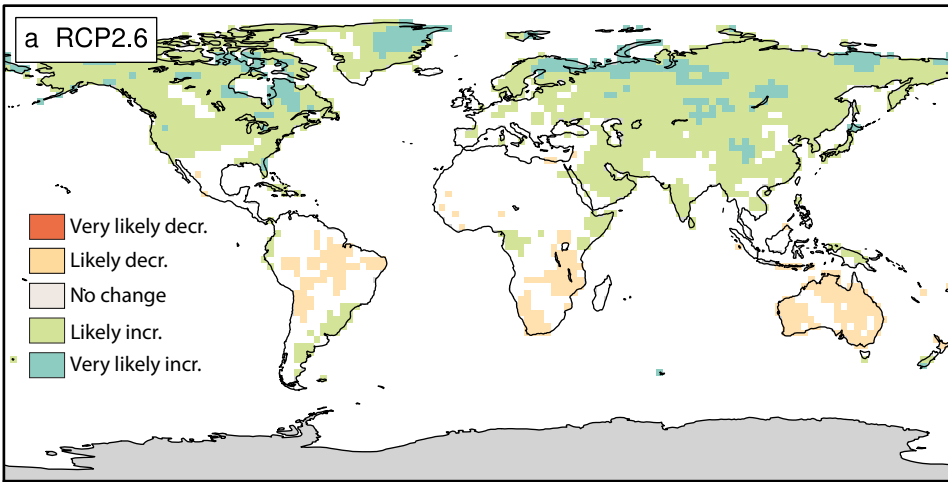 a RCP2.6
Very likely decr.
Likely decr.
No change
Likely incr.
Very likely incr.